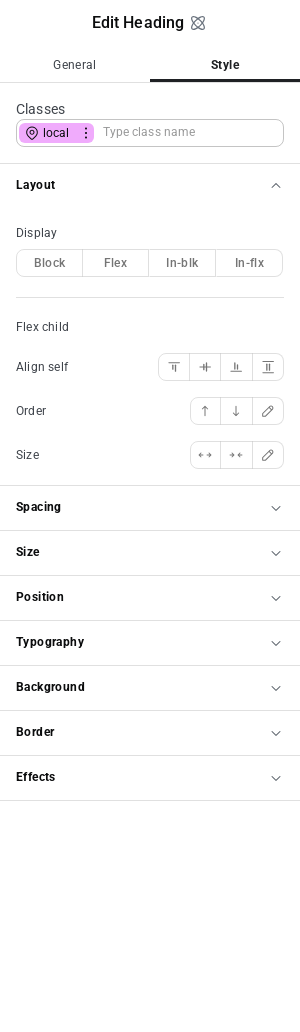 Edit Heading
General
Style
Classes
local
Type class name
Layout
Display
Block
Flex
In-blk
In-flx
Flex child
Align self
Order
Size
Spacing
Size
Position
Typography
Background
Border
Effects